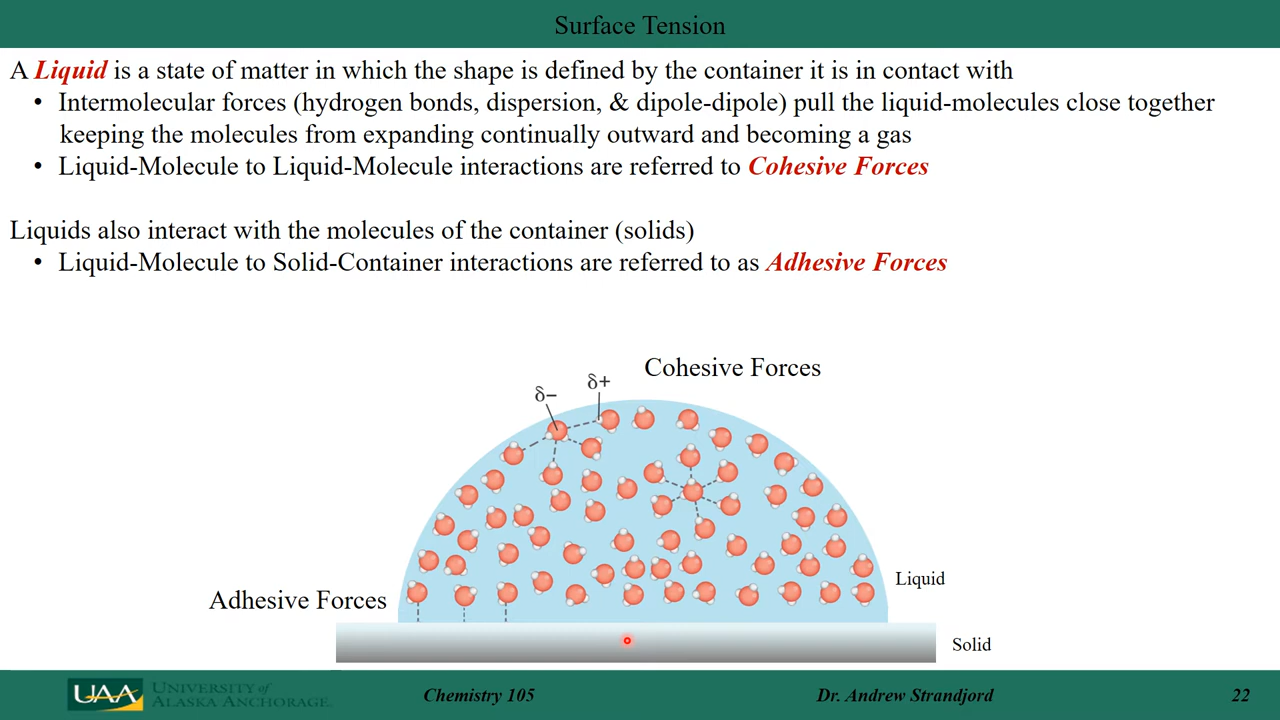 Surface Tension
A Liquid is a state of matter in which the shape is defined by the container it is in contact with
• Intermolecular forces (hydrogen bonds, dispersion, & dipole-dipole) pull the liquid-molecules close together
keeping the molecules from expanding continually outward and becoming a gas
• Liquid-Molecule to Liquid-Molecule interactions are referred to Cohesive Forces
Liquids also interact with the molecules of the container (solids)
• Liquid-Molecule to Solid-Container interactions are referred to as Adhesive Forces
Cohesive Forces
δ− δ+
Liquid
Adhesive Forces
Solid
UAA UNIVERSITY of
ALASKA ANCHORAGE.
Chemistry 105
Dr. Andrew Strandjord
22